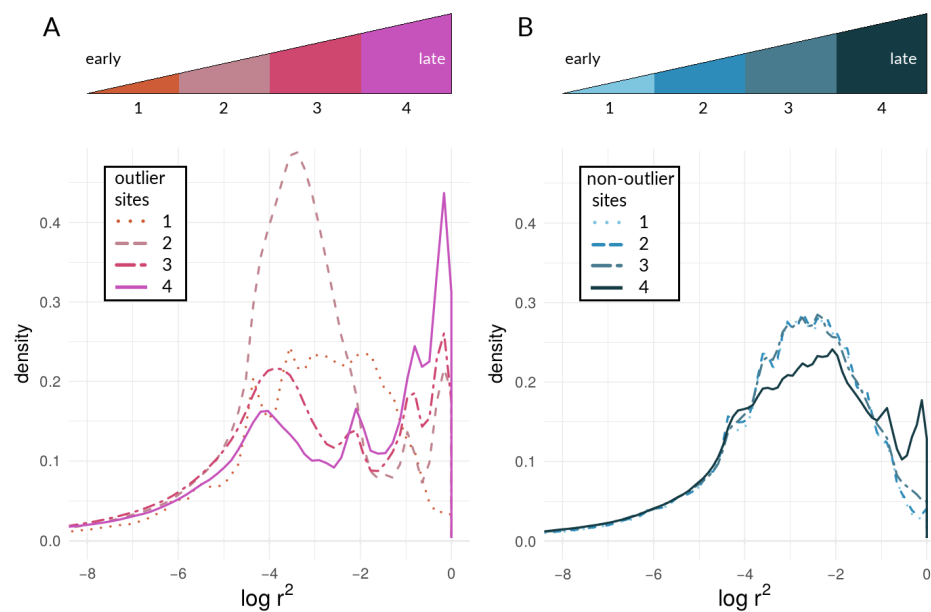 A
early
late
1 2 3 4
outlier
sites
1
2
3
4
density
0.4
0.3
0.2
0.1
0.0
−8 −6 −4 −2 0
log r²
B
early
late
1 2 3 4
non-outlier
sites
1
2
3
4
density
0.4
0.3
0.2
0.1
0.0
−8 −6 −4 −2 0
log r²